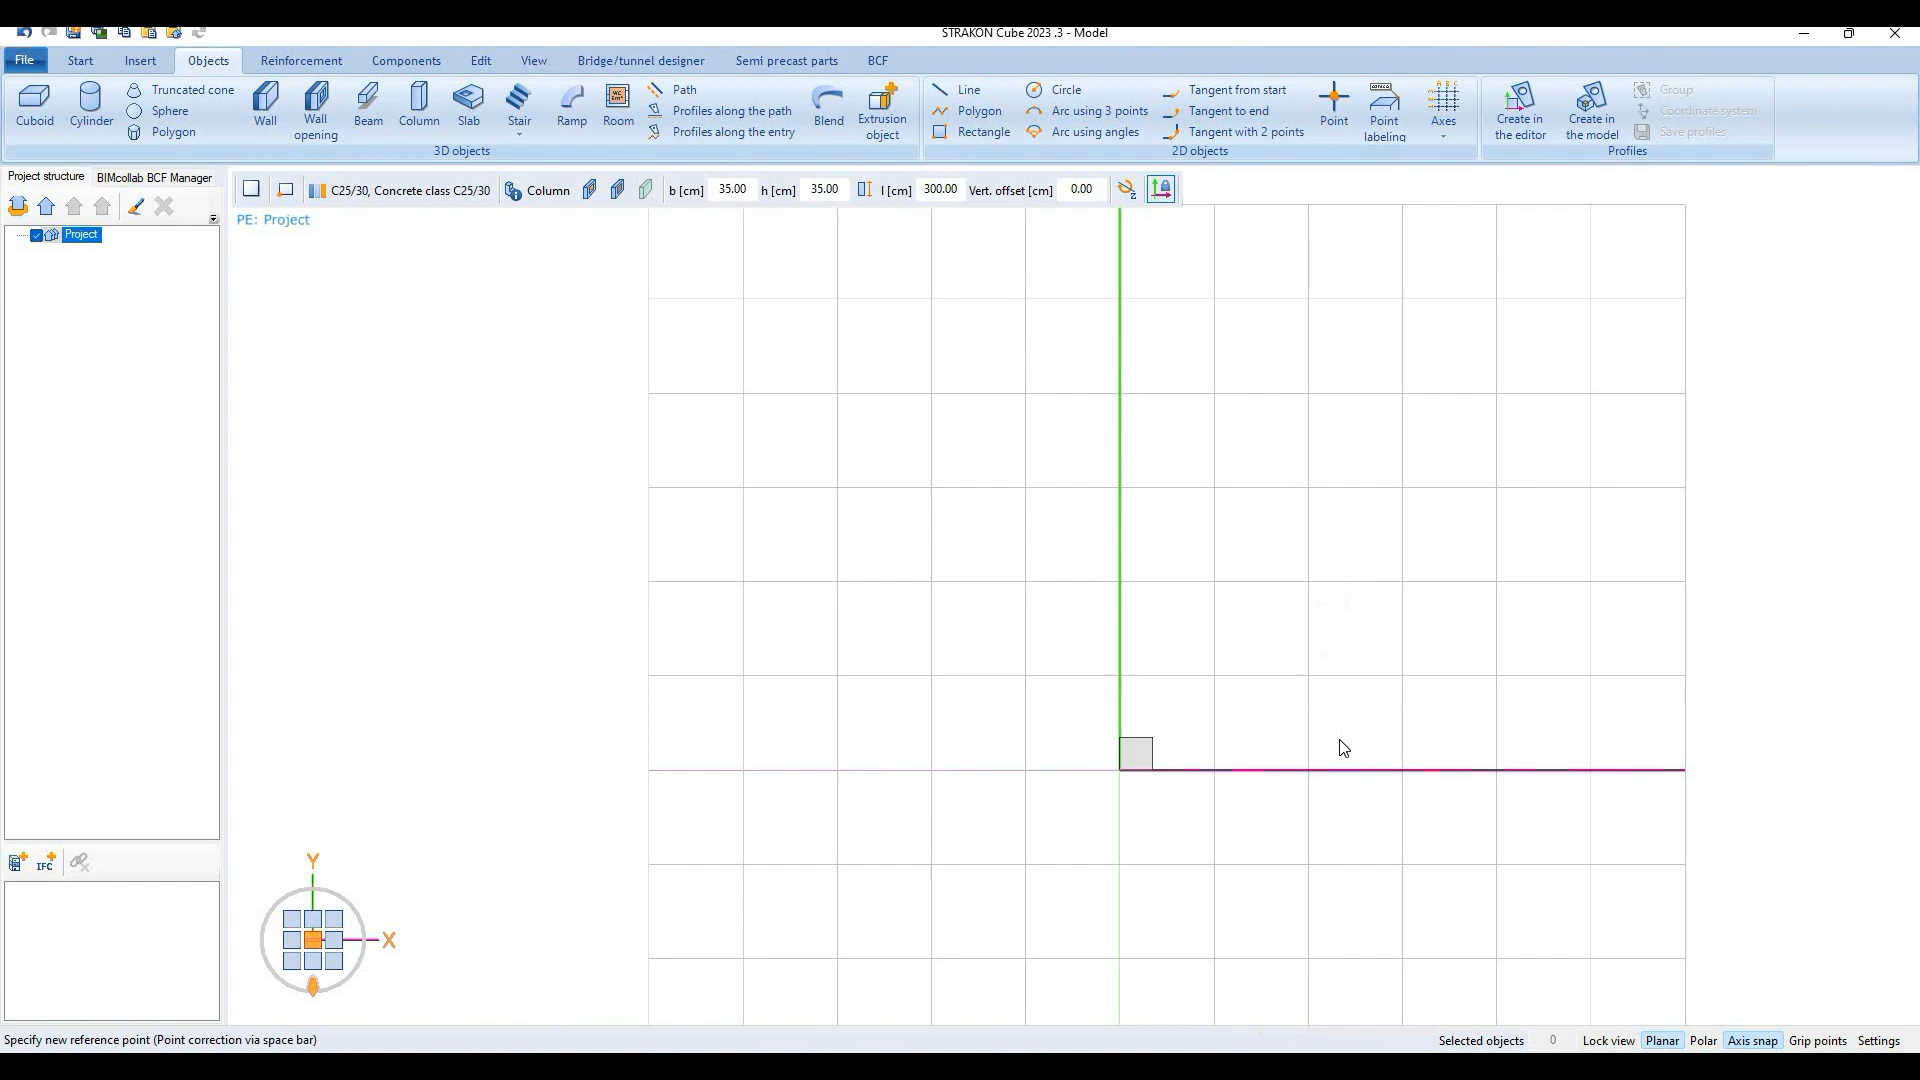 STRAKON Cube 2023 .3 - Model
File Start Insert Objects Reinforcement Components Edit View Bridge/tunnel designer Semi precast parts BCF
Cuboid Cylinder Truncated cone Sphere Polygon Wall Wall opening Beam Column Slab Stair Ramp Room Path Profiles along the path Profiles along the entry Blend Extrusion object
3D objects
Line Polygon Rectangle Circle Arc using 3 points Arc using angles Tangent from start Tangent to end Tangent with 2 points Point Point labeling Axes
2D objects
Create in the editor Create in the model Group Coordinate system Save profiles
Profiles
Project structure BIMcollab BCF Manager
C25/30, Concrete class C25/30 Column b [cm] 35.00 h [cm] 35.00 l [cm] 300.00 Vert. offset [cm] 0.00
PE: Project
Project
IFC
Y
X
Specify new reference point (Point correction via space bar) Selected objects 0 Lock view Planar Polar Axis snap Grip points Settings